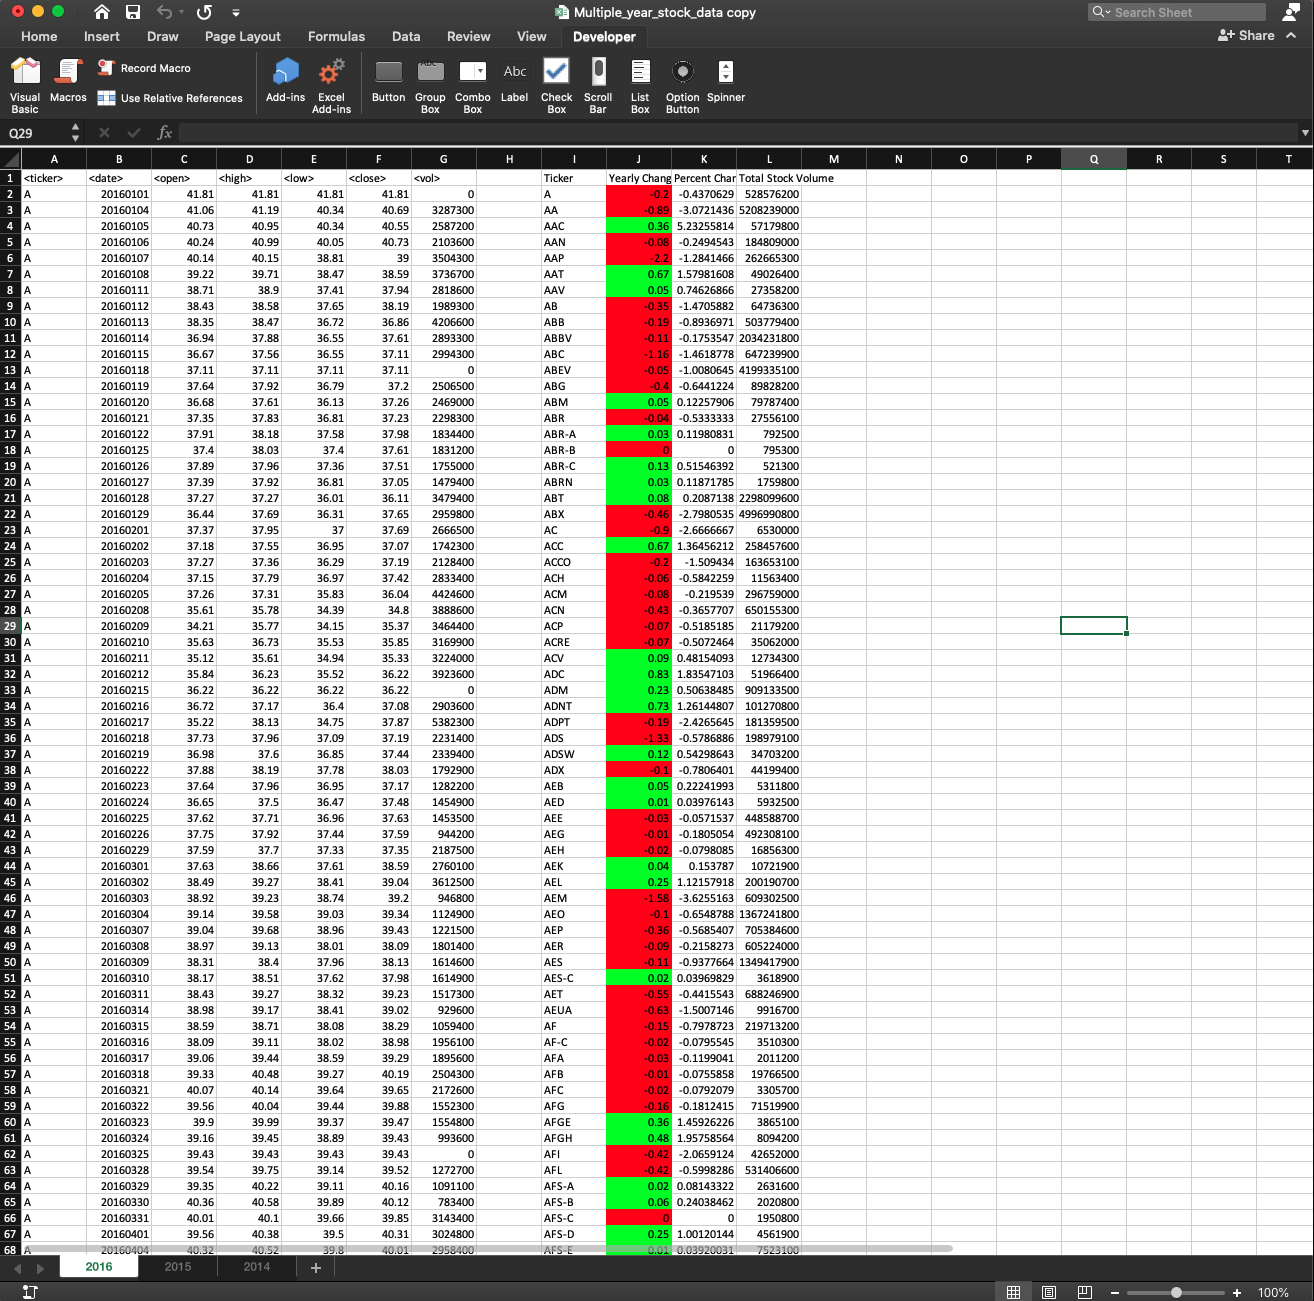 Multiple_year_stock_data copy
Search Sheet
Home Insert Draw Page Layout Formulas Data Review View Developer Share
Visual Basic Macros Record Macro Use Relative References Add-ins Excel Add-ins Button Group Box Combo Box Label Check Box Scroll Bar List Box Option Button Spinner
Abc Abc
Q29 fx
A B C D E F G H I J K L M N O P Q R S T
1 <ticker> <date> <open> <high> <low> <close> <vol> Ticker Yearly Chang Percent Char Total Stock Volume
2 A 20160101 41.81 41.81 41.81 41.81 0 A -0.2 -0.4370629 528576200
3 A 20160104 41.06 41.19 40.34 40.69 3287300 AA -0.89 -3.0721436 5208239000
4 A 20160105 40.73 40.95 40.34 40.55 2587200 AAC 0.36 5.23255814 57179800
5 A 20160106 40.24 40.99 40.05 40.73 2103600 AAN -0.08 -0.2494543 184809000
6 A 20160107 40.14 40.15 38.81 39 3504300 AAP -2.2 -1.2841466 262665300
7 A 20160108 39.22 39.71 38.47 38.59 3736700 AAT 0.67 1.57981608 49026400
8 A 20160111 38.71 38.9 37.41 37.94 2818600 AAV 0.05 0.74626866 27358200
9 A 20160112 38.43 38.58 37.65 38.19 1989300 AB -0.35 -1.4705882 64736300
10 A 20160113 38.35 38.47 36.72 36.86 4206600 ABB -0.19 -0.8936971 503779400
11 A 20160114 36.94 37.88 36.55 37.61 2893300 ABBV -0.11 -0.1753547 2034231800
12 A 20160115 36.67 37.56 36.55 37.11 2994300 ABC -1.16 -1.4618778 647239900
13 A 20160118 37.11 37.11 37.11 37.11 0 ABEV -0.05 -1.0080645 4199335100
14 A 20160119 37.64 37.92 36.79 37.2 2506500 ABG -0.4 -0.6441224 89828200
15 A 20160120 36.68 37.61 36.13 37.26 2469000 ABM 0.05 0.12257906 79787400
16 A 20160121 37.35 37.83 36.81 37.23 2298300 ABR -0.04 -0.5333333 27556100
17 A 20160122 37.91 38.18 37.58 37.98 1834400 ABR-A 0.03 0.11980831 792500
18 A 20160125 37.4 38.03 37.4 37.61 1831200 ABR-B 0 0 795300
19 A 20160126 37.89 37.96 37.36 37.51 1755000 ABR-C 0.13 0.51546392 521300
20 A 20160127 37.39 37.92 36.81 37.05 1479400 ABRN 0.03 0.11871785 1759800
21 A 20160128 37.27 37.27 36.01 36.11 3479400 ABT 0.08 0.2087138 2298099600
22 A 20160129 36.44 37.69 36.31 37.65 2959800 ABX -0.46 -2.7980535 4996990800
23 A 20160201 37.37 37.95 37 37.69 2666500 AC -0.9 -2.6666667 6530000
24 A 20160202 37.18 37.55 36.95 37.07 1742300 ACC 0.67 1.36456212 258457600
25 A 20160203 37.27 37.36 36.29 37.19 2128400 ACCO -0.2 -1.509434 163653100
26 A 20160204 37.15 37.79 36.97 37.42 2833400 ACH -0.06 -0.5842259 11563400
27 A 20160205 37.26 37.31 35.83 36.04 4424600 ACM -0.08 -0.219539 296759000
28 A 20160208 35.61 35.78 34.39 34.8 3888600 ACN -0.43 -0.3657707 650155300
29 A 20160209 34.21 35.77 34.15 35.37 3464400 ACP -0.07 -0.5185185 21179200
30 A 20160210 35.63 36.73 35.53 35.85 3169900 ACRE -0.07 -0.5072464 35062000
31 A 20160211 35.12 35.61 34.94 35.33 3224000 ACV 0.09 0.48154093 12734300
32 A 20160212 35.84 36.23 35.52 36.22 3923600 ADC 0.83 1.83547103 51966400
33 A 20160215 36.22 36.22 36.22 36.22 0 ADM 0.23 0.50638485 909133500
34 A 20160216 36.72 37.17 36.4 37.08 2903600 ADNT 0.73 1.26144807 101270800
35 A 20160217 35.22 38.13 34.75 37.87 5382300 ADPT -0.19 -2.4265645 181359500
36 A 20160218 37.73 37.96 37.09 37.19 2231400 ADS -1.33 -0.5786886 198979100
37 A 20160219 36.98 37.6 36.85 37.44 2339400 ADSW 0.12 0.54298643 34703200
38 A 20160222 37.88 38.19 37.78 38.03 1792900 ADX -0.1 -0.7806401 44199400
39 A 20160223 37.64 37.96 36.95 37.17 1282200 AEB 0.05 0.22241993 5311800
40 A 20160224 36.65 37.5 36.47 37.48 1454900 AED 0.01 0.03976143 5932500
41 A 20160225 37.62 37.71 36.96 37.63 1453500 AEE -0.03 -0.0571537 448588700
42 A 20160226 37.75 37.92 37.44 37.59 944200 AEG -0.01 -0.1805054 492308100
43 A 20160229 37.59 37.7 37.33 37.35 2187500 AEH -0.02 -0.0798085 16856300
44 A 20160301 37.63 38.66 37.61 38.59 2760100 AEK 0.04 0.153787 10721900
45 A 20160302 38.49 39.27 38.41 39.04 3612500 AEL 0.25 1.12157918 200190700
46 A 20160303 38.92 39.23 38.74 39.2 946800 AEM -1.58 -3.6255163 609302500
47 A 20160304 39.14 39.58 39.03 39.34 1124900 AEO -0.1 -0.6548788 1367241800
48 A 20160307 39.04 39.68 38.96 39.43 1221500 AEP -0.36 -0.5685407 705384600
49 A 20160308 38.97 39.13 38.01 38.09 1801400 AER -0.09 -0.2158273 605224000
50 A 20160309 38.31 38.4 37.96 38.13 1614600 AES -0.11 -0.9377664 1349417900
51 A 20160310 38.17 38.51 37.62 37.98 1614900 AES-C 0.02 0.03969829 3618900
52 A 20160311 38.43 39.27 38.32 39.23 1517300 AET -0.55 -0.4415543 688246900
53 A 20160314 38.98 39.17 38.41 39.02 929600 AEUA -0.63 -1.5007146 9916700
54 A 20160315 38.59 38.71 38.08 38.29 1059400 AF -0.15 -0.7978723 219713200
55 A 20160316 38.09 39.11 38.02 38.98 1956100 AF-C -0.02 -0.0795545 3510300
56 A 20160317 39.06 39.44 38.59 39.29 1895600 AFA -0.03 -0.1199041 2011200
57 A 20160318 39.33 40.48 39.27 40.19 2504300 AFB -0.01 -0.0755858 19766500
58 A 20160321 40.07 40.14 39.64 39.65 2172600 AFC -0.02 -0.0792079 3305700
59 A 20160322 39.56 40.04 39.44 39.88 1552300 AFG -0.16 -0.1812415 71519900
60 A 20160323 39.9 39.99 39.37 39.47 1554800 AFGE 0.36 1.45926226 3865100
61 A 20160324 39.16 39.45 38.89 39.43 993600 AFGH 0.48 1.95758564 8094200
62 A 20160325 39.43 39.43 39.43 39.43 0 AFI -0.42 -2.0659124 42652000
63 A 20160328 39.54 39.75 39.14 39.52 1272700 AFL -0.42 -0.5998286 531406600
64 A 20160329 39.35 40.22 39.11 40.16 1091100 AFS-A 0.02 0.08143322 2631600
65 A 20160330 40.36 40.58 39.89 40.12 783400 AFS-B 0.06 0.24038462 2020800
66 A 20160331 40.01 40.1 39.66 39.85 3143400 AFS-C 0 0 1950800
67 A 20160401 39.56 40.38 39.5 40.31 3024800 AFS-D 0.25 1.00120144 4561900
68 A 20160404 40.32 40.52 39.8 40.01 2958400 AFS-E 0.01 0.03920031 7523100
2016 2015 2014 +
100%